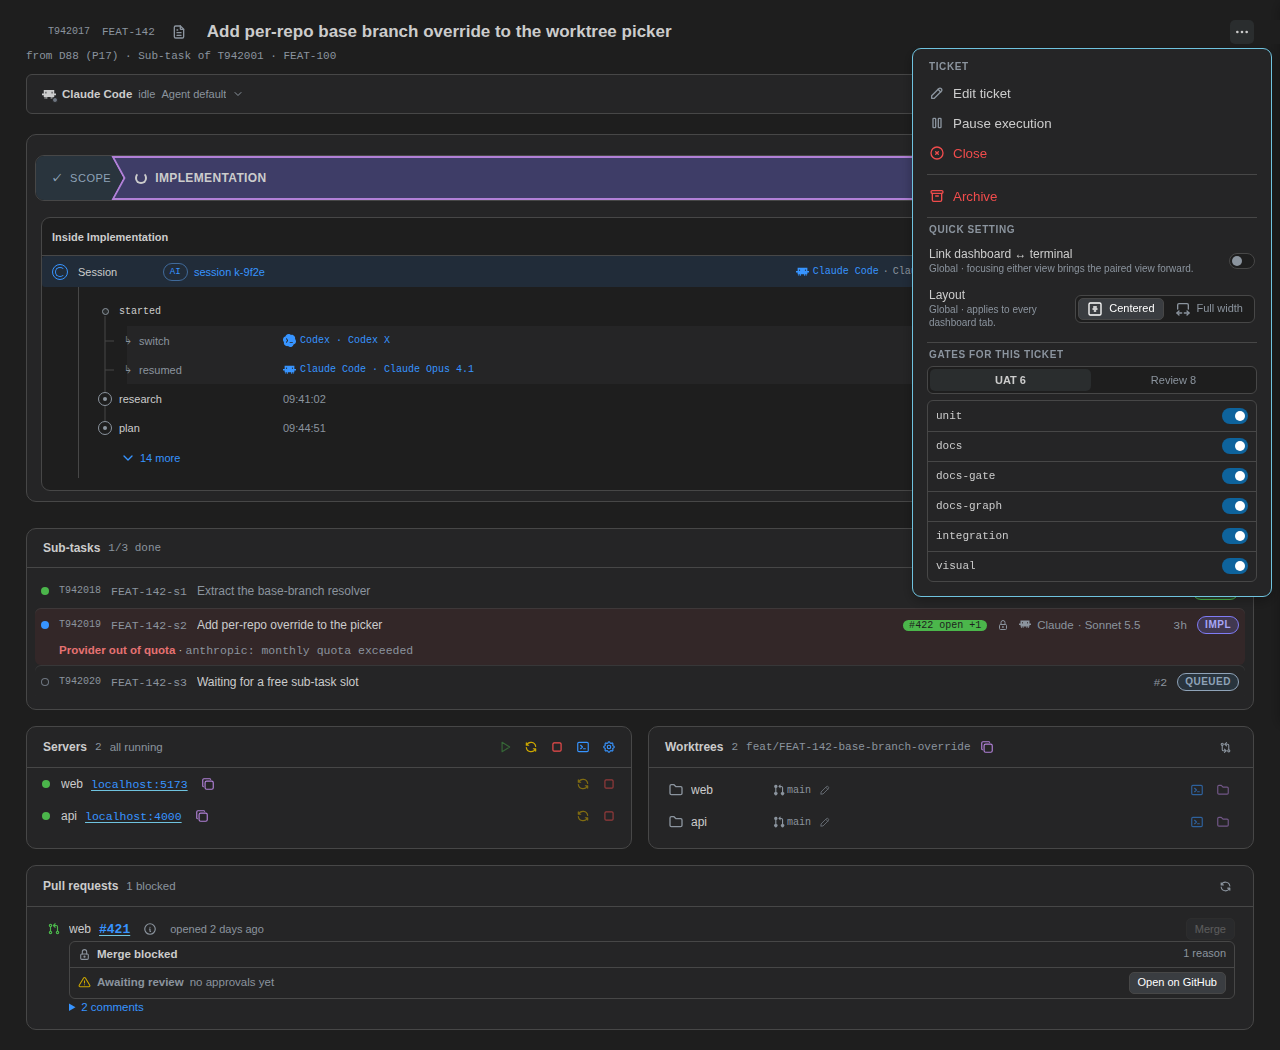 T942017 FEAT-142 Add per-repo base branch override to the worktree picker
from D88 (P17) · Sub-task of T942001 · FEAT-100
Claude Code idle Agent default
SCOPE IMPLEMENTATION
Inside Implementation
Session AI session k-9f2e Claude Code · Clau
started
↳ switch Codex · Codex X
↳ resumed Claude Code · Claude Opus 4.1
research 09:41:02
plan 09:44:51
14 more
TICKET
Edit ticket
Pause execution
Close
Archive
QUICK SETTING
Link dashboard ↔ terminal
Global · focusing either view brings the paired view forward.
Layout
Global · applies to every
dashboard tab.
Centered Full width
GATES FOR THIS TICKET
UAT 6 Review 8
unit
docs
docs-gate
docs-graph
integration
visual
Sub-tasks 1/3 done
T942018 FEAT-142-s1 Extract the base-branch resolver
T942019 FEAT-142-s2 Add per-repo override to the picker #422 open +1 Claude · Sonnet 5.5 3h IMPL
Provider out of quota · anthropic: monthly quota exceeded
T942020 FEAT-142-s3 Waiting for a free sub-task slot #2 QUEUED
Servers 2 all running
web localhost:5173
api localhost:4000
Worktrees 2 feat/FEAT-142-base-branch-override
web main
api main
Pull requests 1 blocked
web #421 opened 2 days ago Merge
Merge blocked 1 reason
Awaiting review no approvals yet Open on GitHub
2 comments